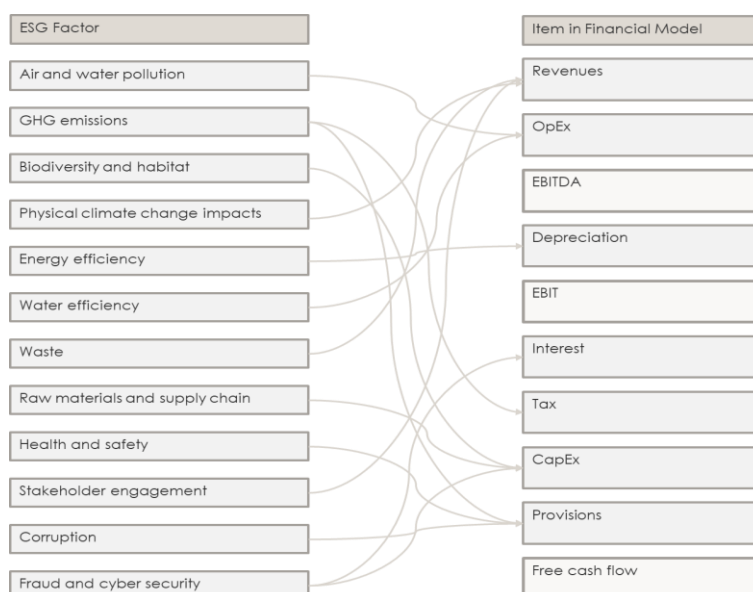 ESG Factor
Air and water pollution
GHG emissions
Biodiversity and habitat
Physical climate change impacts
Energy efficiency
Water efficiency
Waste
Raw materials and supply chain
Health and safety
Stakeholder engagement
Corruption
Fraud and cyber security
Item in Financial Model
Revenues
OpEx
EBITDA
Depreciation
EBIT
Interest
Tax
CapEx
Provisions
Free cash flow